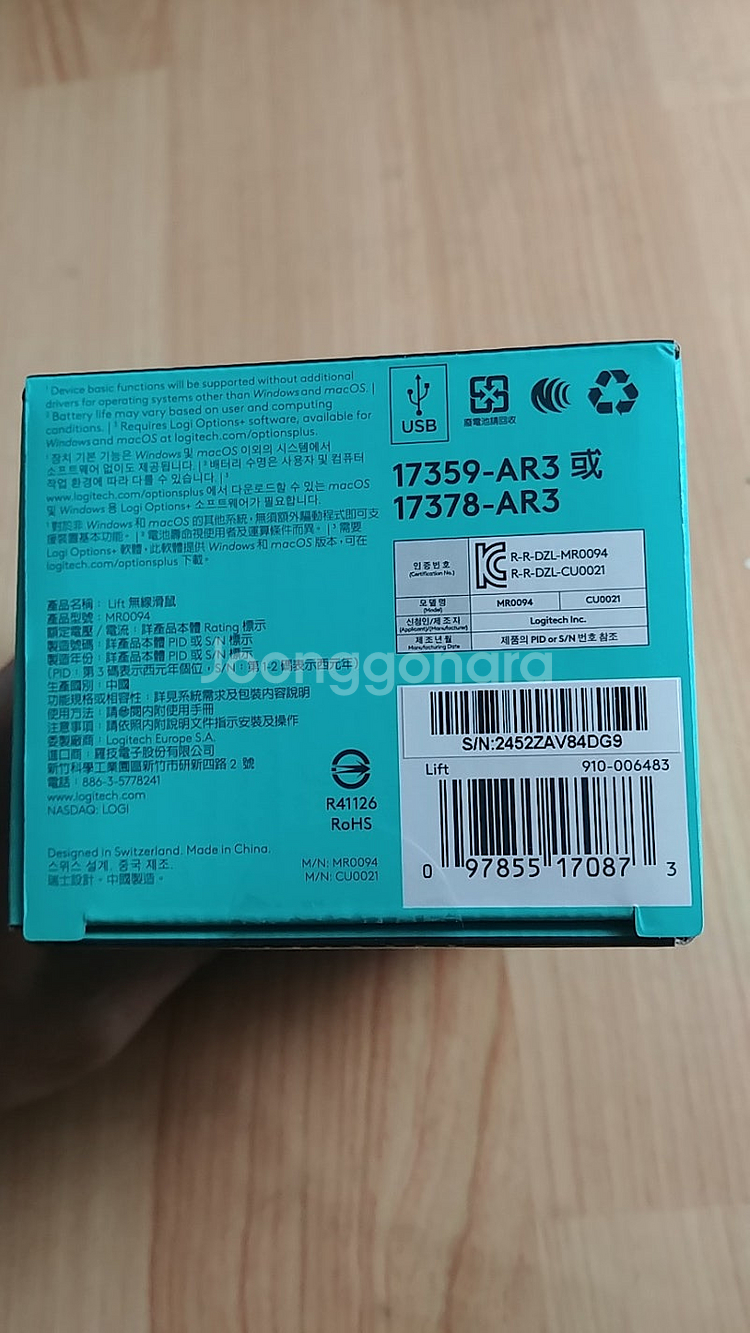 ¹ Device basic functions will be supported without additional
drivers for operating systems other than Windows and macOS. |
² Battery life may vary based on user and computing
conditions. | ³ Requires Logi Options+ software, available for
Windows and macOS at logitech.com/optionsplus.
¹ 장치 기본 기능은 Windows 및 macOS 이외의 시스템에서
소프트웨어 없이도 제공됩니다. | ² 배터리 수명은 사용자 및 컴퓨터
작업 환경에 따라 다를 수 있습니다. | ³
www.logitech.com/optionsplus 에서 다운로드할 수 있는 macOS
및 Windows 용 Logi Options+ 소프트웨어가 필요합니다.
¹ 對於非 Windows 和 macOS 的其他系統，無須額外驅動程式即可支
援裝置基本功能。 | ² 電池壽命視使用者及運算條件而異。 | ³ 需要
Logi Options+ 軟體，此軟體提供 Windows 和 macOS 版本，可在
logitech.com/optionsplus 下載。
產品名稱： Lift 無線滑鼠
產品型號： MR0094
額定電壓 / 電流：詳產品本體 Rating 標示
製造號碼：詳產品本體 PID 或 S/N 標示
製造年份：詳產品本體 PID 或 S/N 標示
（PID：第 3 碼表示西元年個位，S/N：第 1-2 碼表示西元年）
生產國別：中國
功能規格或相容性：詳見系統需求及包裝內容說明
使用方法：請參閱內附使用手冊
注意事項：請依照內附說明文件指示安裝及操作
委製廠商：Logitech Europe S.A.
進口商：羅技電子股份有限公司
新竹科學工業園區新竹市研新四路 2 號
電話：886-3-5778241
www.logitech.com
NASDAQ: LOGI
Designed in Switzerland. Made in China.
스위스 설계. 중국 제조.
瑞士設計。中國製造。
R41126
RoHS
M/N: MR0094
M/N: CU0021
USB
廢電池請回收
17359-AR3 或
17378-AR3
인증번호
(Certification No.)
R-R-DZL-MR0094
R-R-DZL-CU0021
모델명
(Model)
MR0094
CU0021
신청인/제조자
(Applicant)/(Manufacturer)
Logitech Inc.
제조년월
Manufacturing Date
제품의 PID or S/N 번호 참조
Joonggonara
S/N:2452ZAV84DG9
Lift 910-006483
0 97855 17087 3